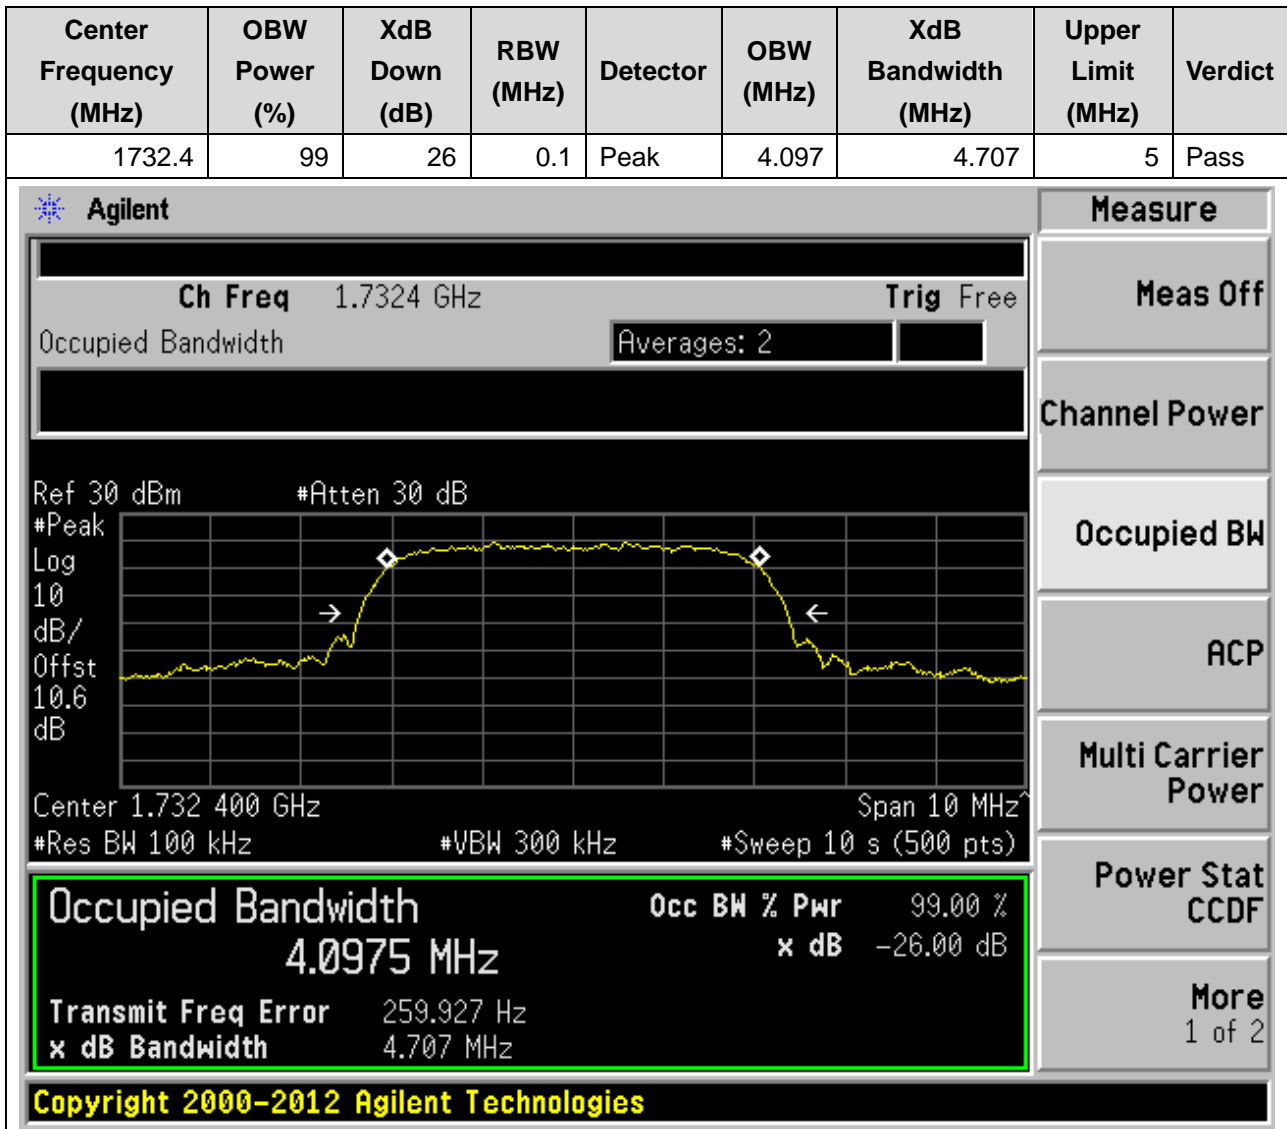 Center Frequency (MHz) OBW Power (%) XdB Down (dB) RBW (MHz) Detector OBW (MHz) XdB Bandwidth (MHz) Upper Limit (MHz) Verdict
1732.4 99 26 0.1 Peak 4.097 4.707 5 Pass
Agilent
Measure
Ch Freq 1.7324 GHz Trig Free
Meas Off
Occupied Bandwidth Averages: 2
Channel Power
Ref 30 dBm #Atten 30 dB
#Peak
Log
10
dB/
Offst
10.6
dB
Occupied BW
ACP
Multi Carrier
Power
Center 1.732 400 GHz Span 10 MHz^
#Res BW 100 kHz #VBW 300 kHz #Sweep 10 s (500 pts)
Power Stat
CCDF
Occupied Bandwidth Occ BW % Pwr 99.00 %
4.0975 MHz x dB -26.00 dB
Transmit Freq Error 259.927 Hz
x dB Bandwidth 4.707 MHz
More
1 of 2
Copyright 2000-2012 Agilent Technologies